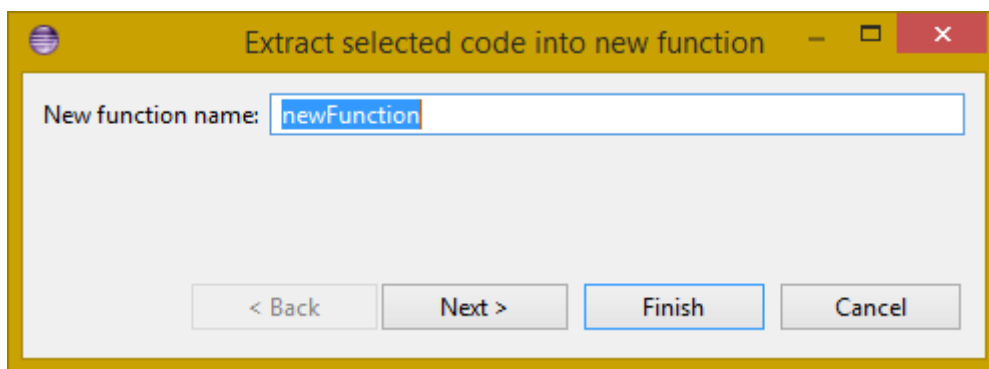 Extract selected code into new function
New function name: newFunction
< Back Next > Finish Cancel